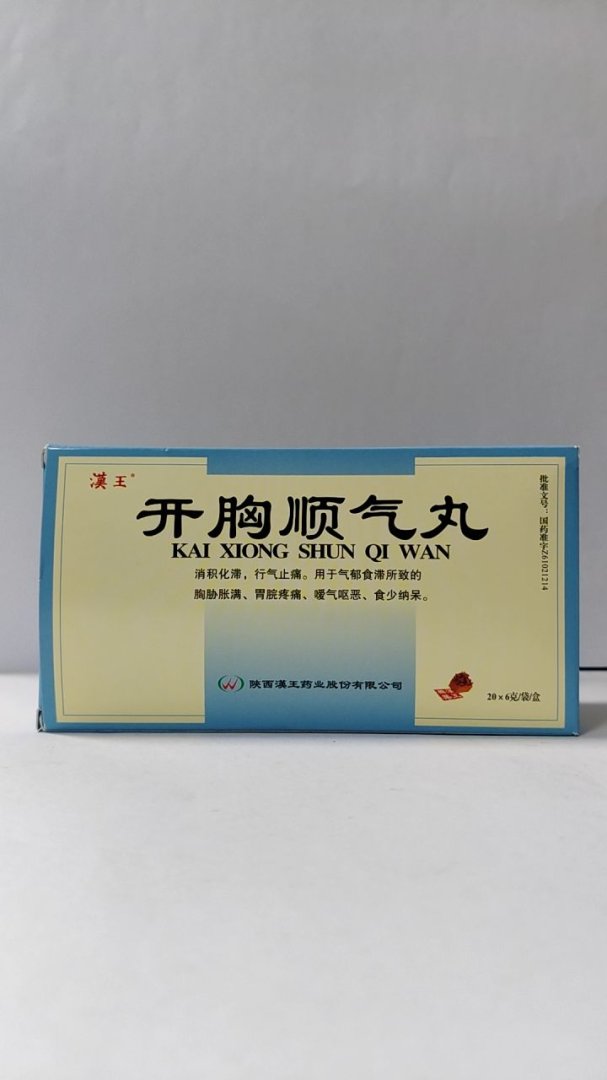 漢王®
开胸顺气丸
KAI XIONG SHUN QI WAN
消积化滞，行气止痛。用于气郁食滞所致的
胸胁胀满、胃脘疼痛、嗳气呕恶、食少纳呆。
批准文号：国药准字Z61021214
陕西漢王药业股份有限公司
20×6克/袋/盒